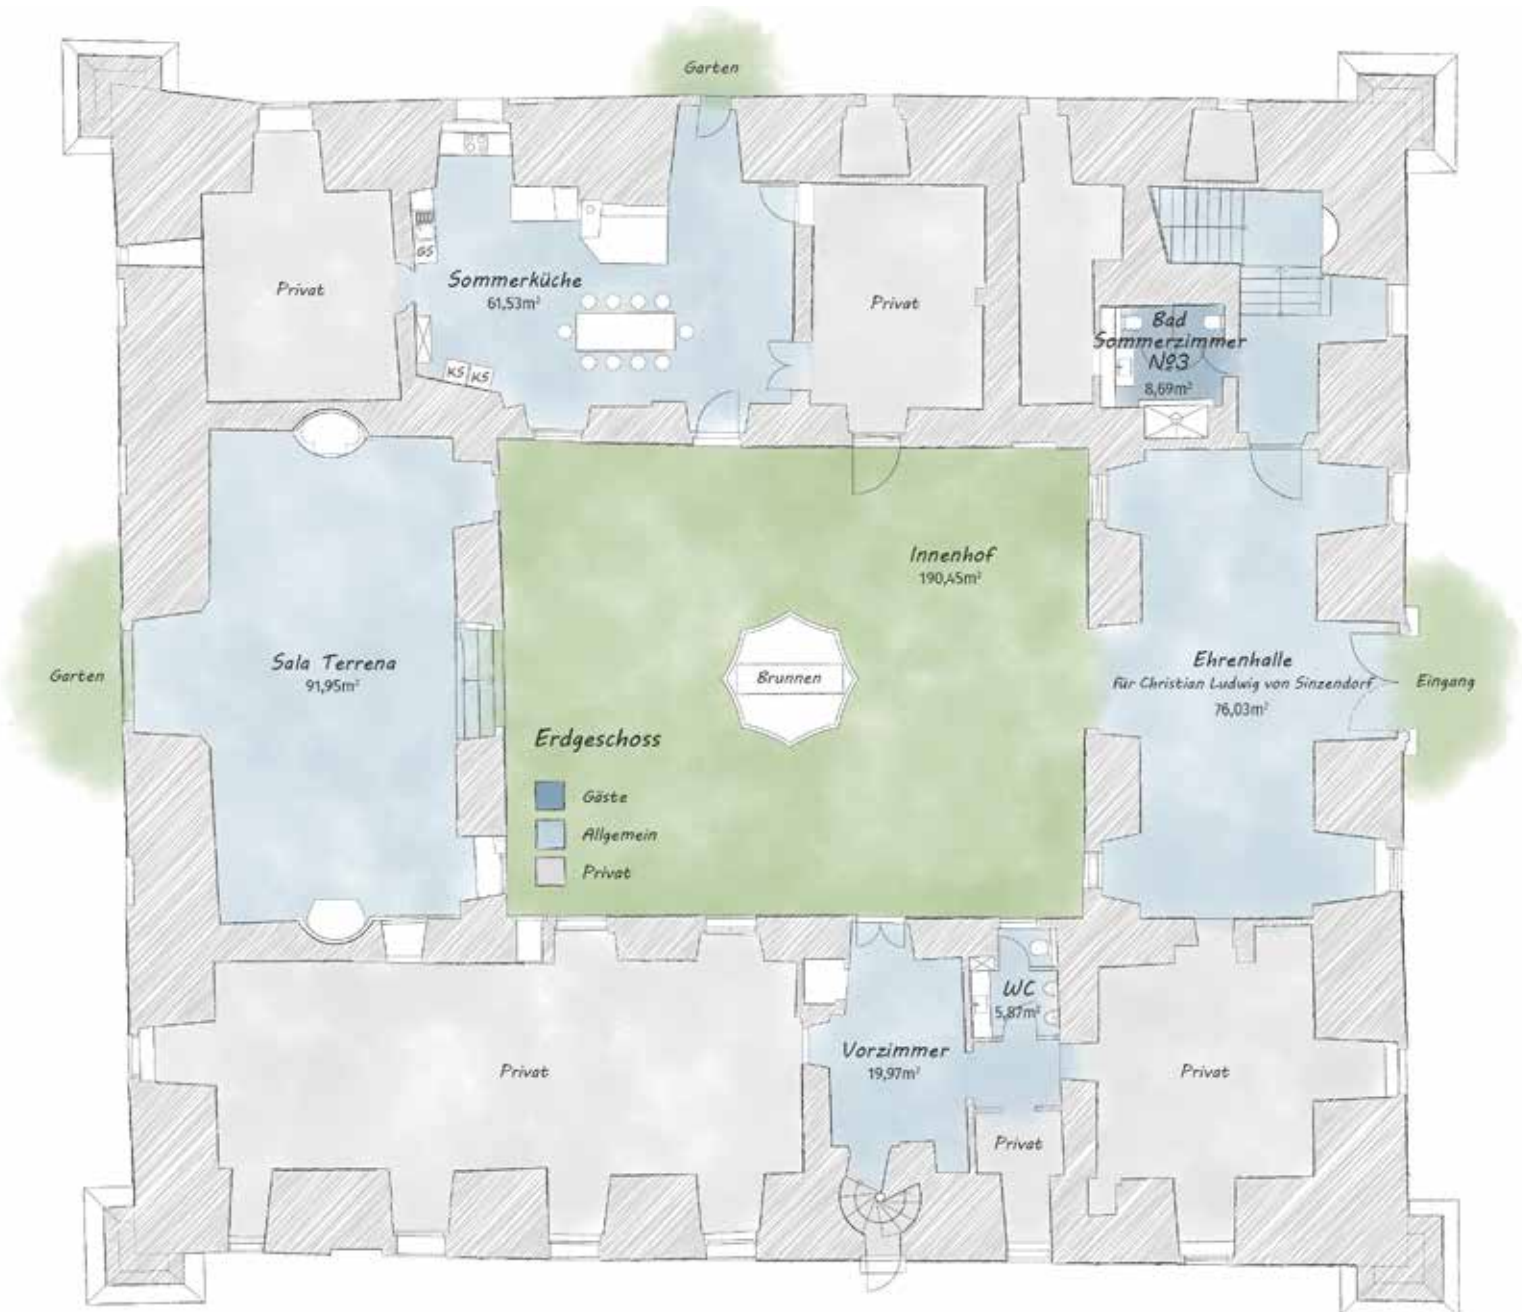 Garten
Privat
GS
Sommerküche
61,53m²
KS KS
Privat
Bad
Sommerzimmer
Nº3
8,69m²
Innenhof
190,45m²
Garten
Sala Terrena
91,95m²
Brunnen
Ehrenhalle
für Christian Ludwig von Sinzendorf
76,03m²
Eingang
Erdgeschoss
Gäste
Allgemein
Privat
WC
5,87m²
Vorzimmer
19,97m²
Privat
Privat
Privat